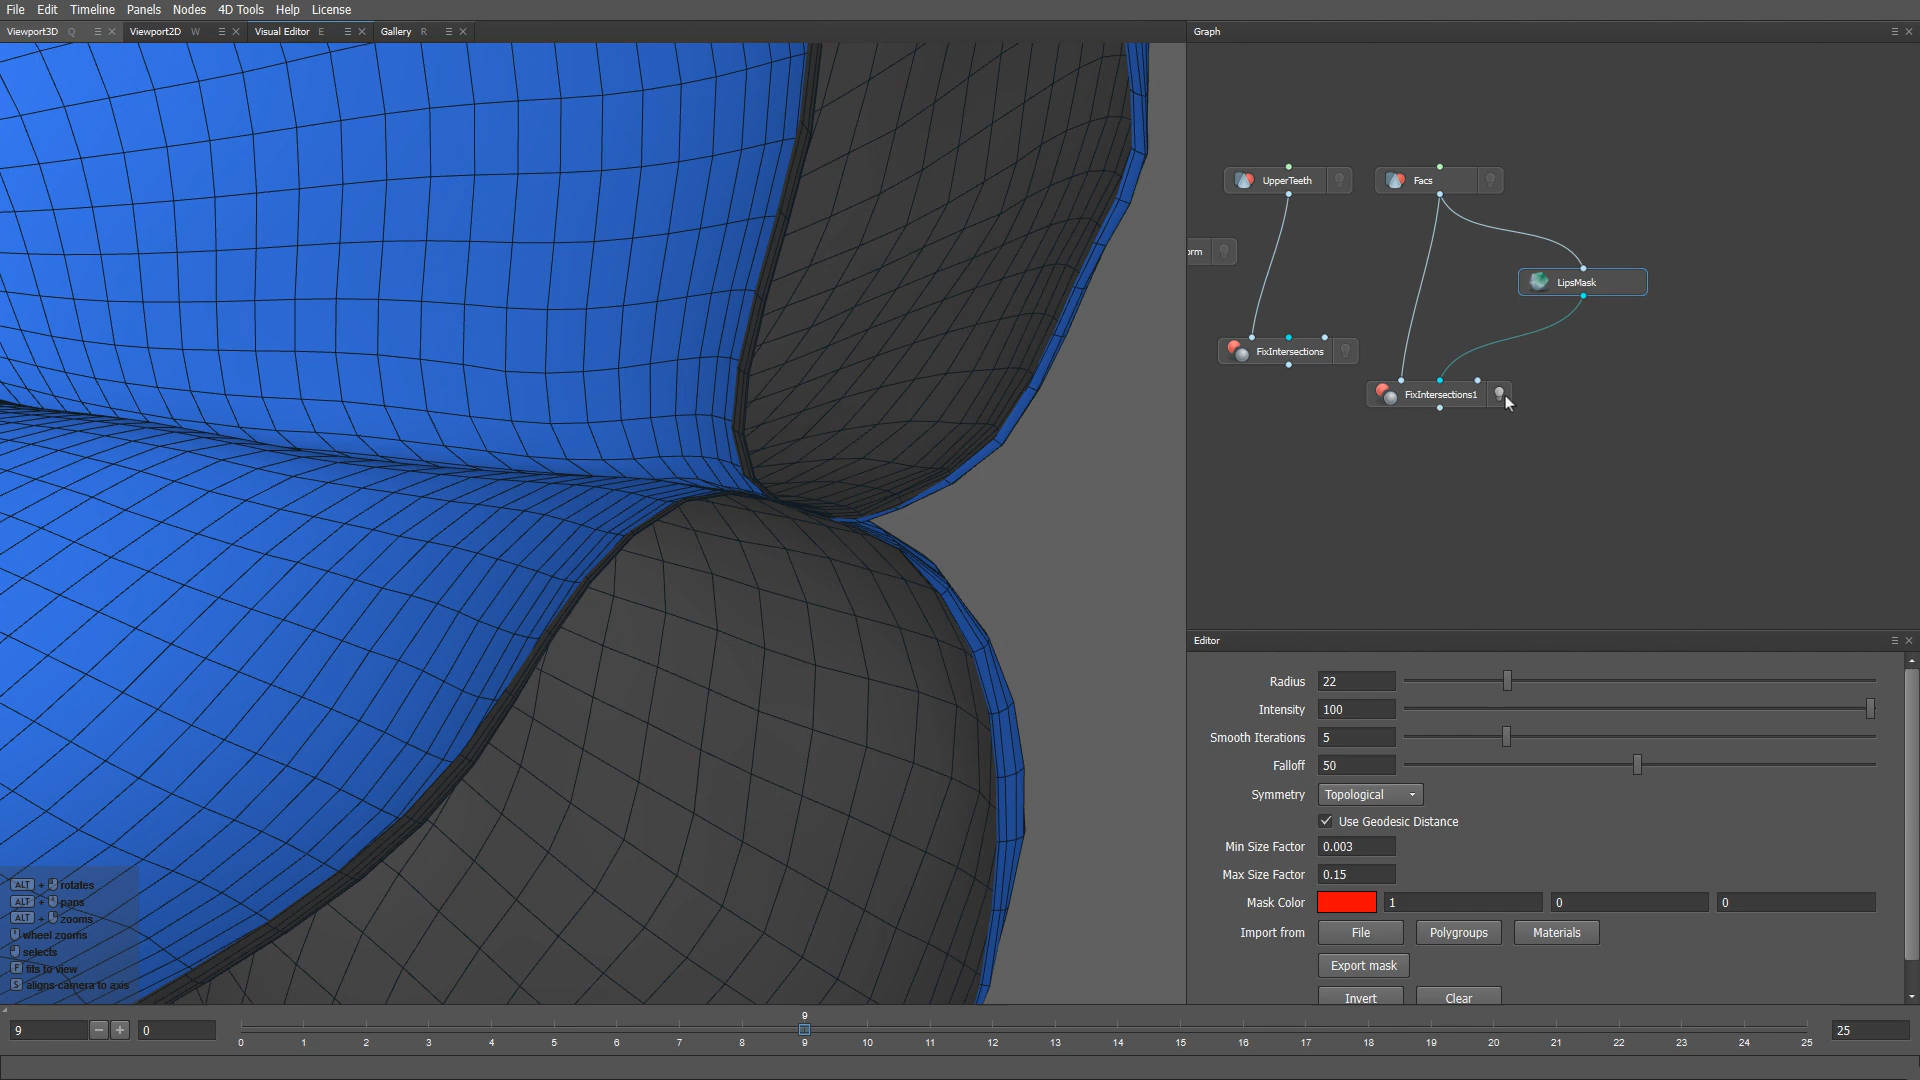 File Edit Timeline Panels Nodes 4D Tools Help License
Viewport3D Q Viewport2D W Visual Editor E Gallery R Graph
UpperTeeth Facs
orm
LipsMask
FixIntersections
FixIntersections1
Editor
Radius 22
Intensity 100
Smooth Iterations 5
Falloff 50
Symmetry Topological
Use Geodesic Distance
Min Size Factor 0.003
Max Size Factor 0.15
Mask Color 1 0 0
Import from File Polygroups Materials
Export mask
Invert Clear
ALT + rotates
ALT + pans
ALT + zooms
wheel zooms
selects
F fits to view
S aligns camera to axis
9
9 − + 0 25
0 1 2 3 4 5 6 7 8 9 10 11 12 13 14 15 16 17 18 19 20 21 22 23 24 25